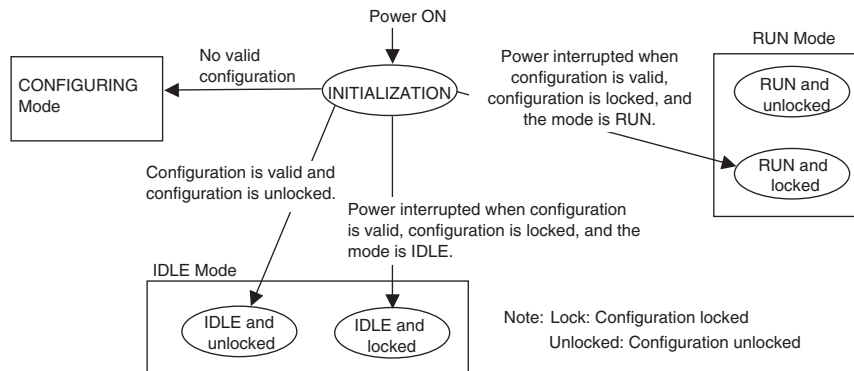 Power ON
RUN Mode
No valid
configuration
CONFIGURING
Mode
INITIALIZATION
Power interrupted when
configuration is valid,
configuration is locked, and
the mode is RUN.
RUN and
unlocked
RUN and
locked
Configuration is valid and
configuration is unlocked.
Power interrupted when configuration
is valid, configuration is locked, and the
mode is IDLE.
IDLE Mode
IDLE and
unlocked
IDLE and
locked
Note: Lock: Configuration locked
Unlocked: Configuration unlocked